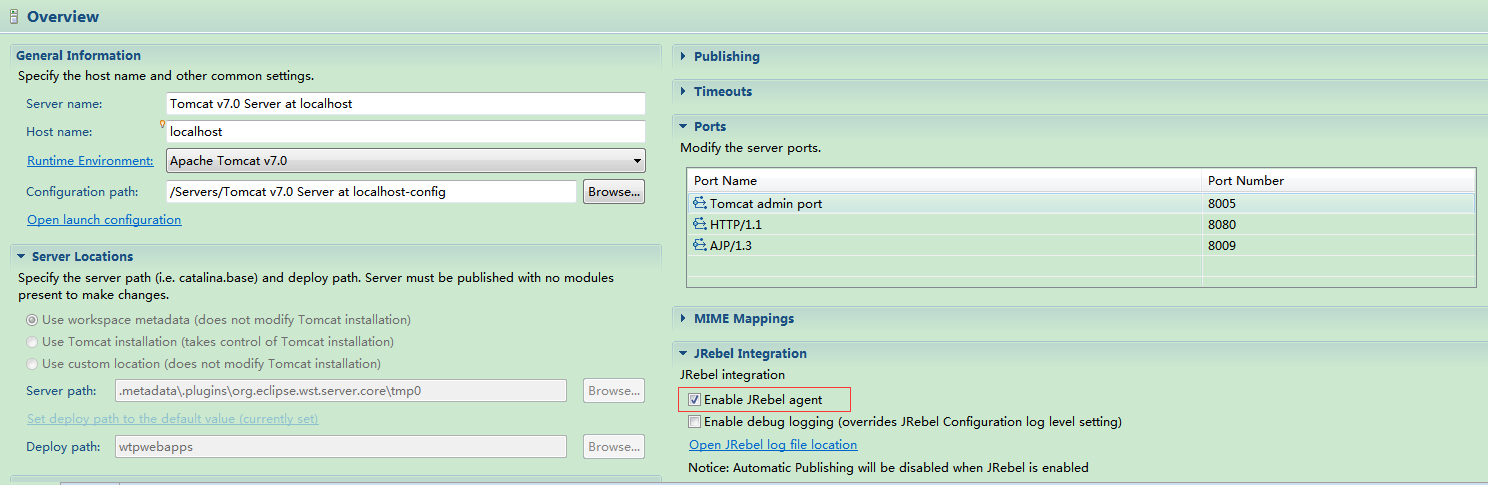 Overview
General Information
Specify the host name and other common settings.
Server name: Tomcat v7.0 Server at localhost
Host name: localhost
Runtime Environment: Apache Tomcat v7.0
Configuration path: /Servers/Tomcat v7.0 Server at localhost-config Browse...
Open launch configuration
Server Locations
Specify the server path (i.e. catalina.base) and deploy path. Server must be published with no modules
present to make changes.
Use workspace metadata (does not modify Tomcat installation)
Use Tomcat installation (takes control of Tomcat installation)
Use custom location (does not modify Tomcat installation)
Server path: .metadata\.plugins\org.eclipse.wst.server.core\tmp0 Browse...
Set deploy path to the default value (currently set)
Deploy path: wtpwebapps Browse...
Publishing
Timeouts
Ports
Modify the server ports.
Port Name Port Number
Tomcat admin port 8005
HTTP/1.1 8080
AJP/1.3 8009
MIME Mappings
JRebel Integration
JRebel integration
Enable JRebel agent
Enable debug logging (overrides JRebel Configuration log level setting)
Open JRebel log file location
Notice: Automatic Publishing will be disabled when JRebel is enabled